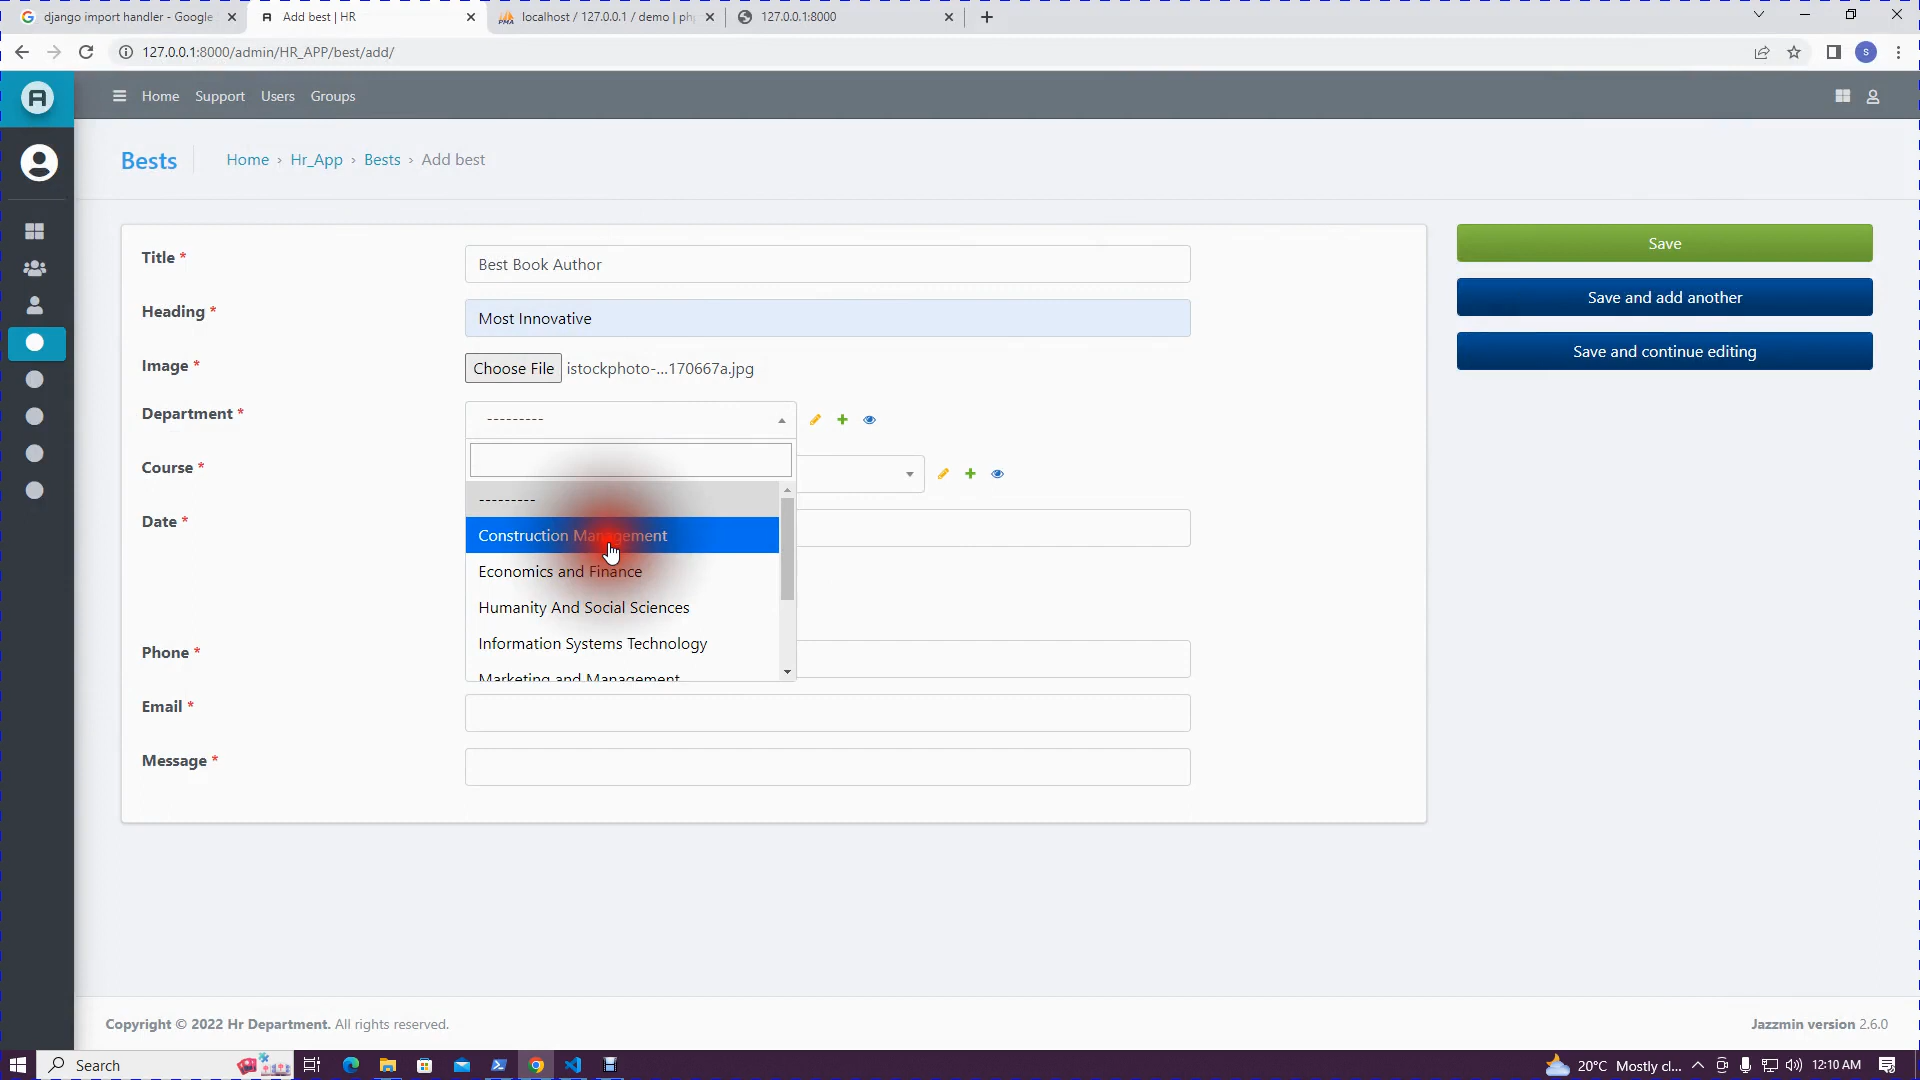 django import handler - Google
Add best | HR
localhost / 127.0.0.1 / demo | ph
127.0.0.1:8000
127.0.0.1:8000/admin/HR_APP/best/add/
S
Home Support Users Groups
Bests
Home › Hr_App › Bests › Add best
Title *
Best Book Author
Heading *
Most Innovative
Image *
Choose File istockphoto-...170667a.jpg
Department *
---------
---------
Construction Management
Economics and Finance
Humanity And Social Sciences
Information Systems Technology
Marketing and Management
Course *
Date *
Phone *
Email *
Message *
Save
Save and add another
Save and continue editing
Copyright © 2022 Hr Department. All rights reserved.
Jazzmin version 2.6.0
Search
20°C Mostly cl...
12:10 AM